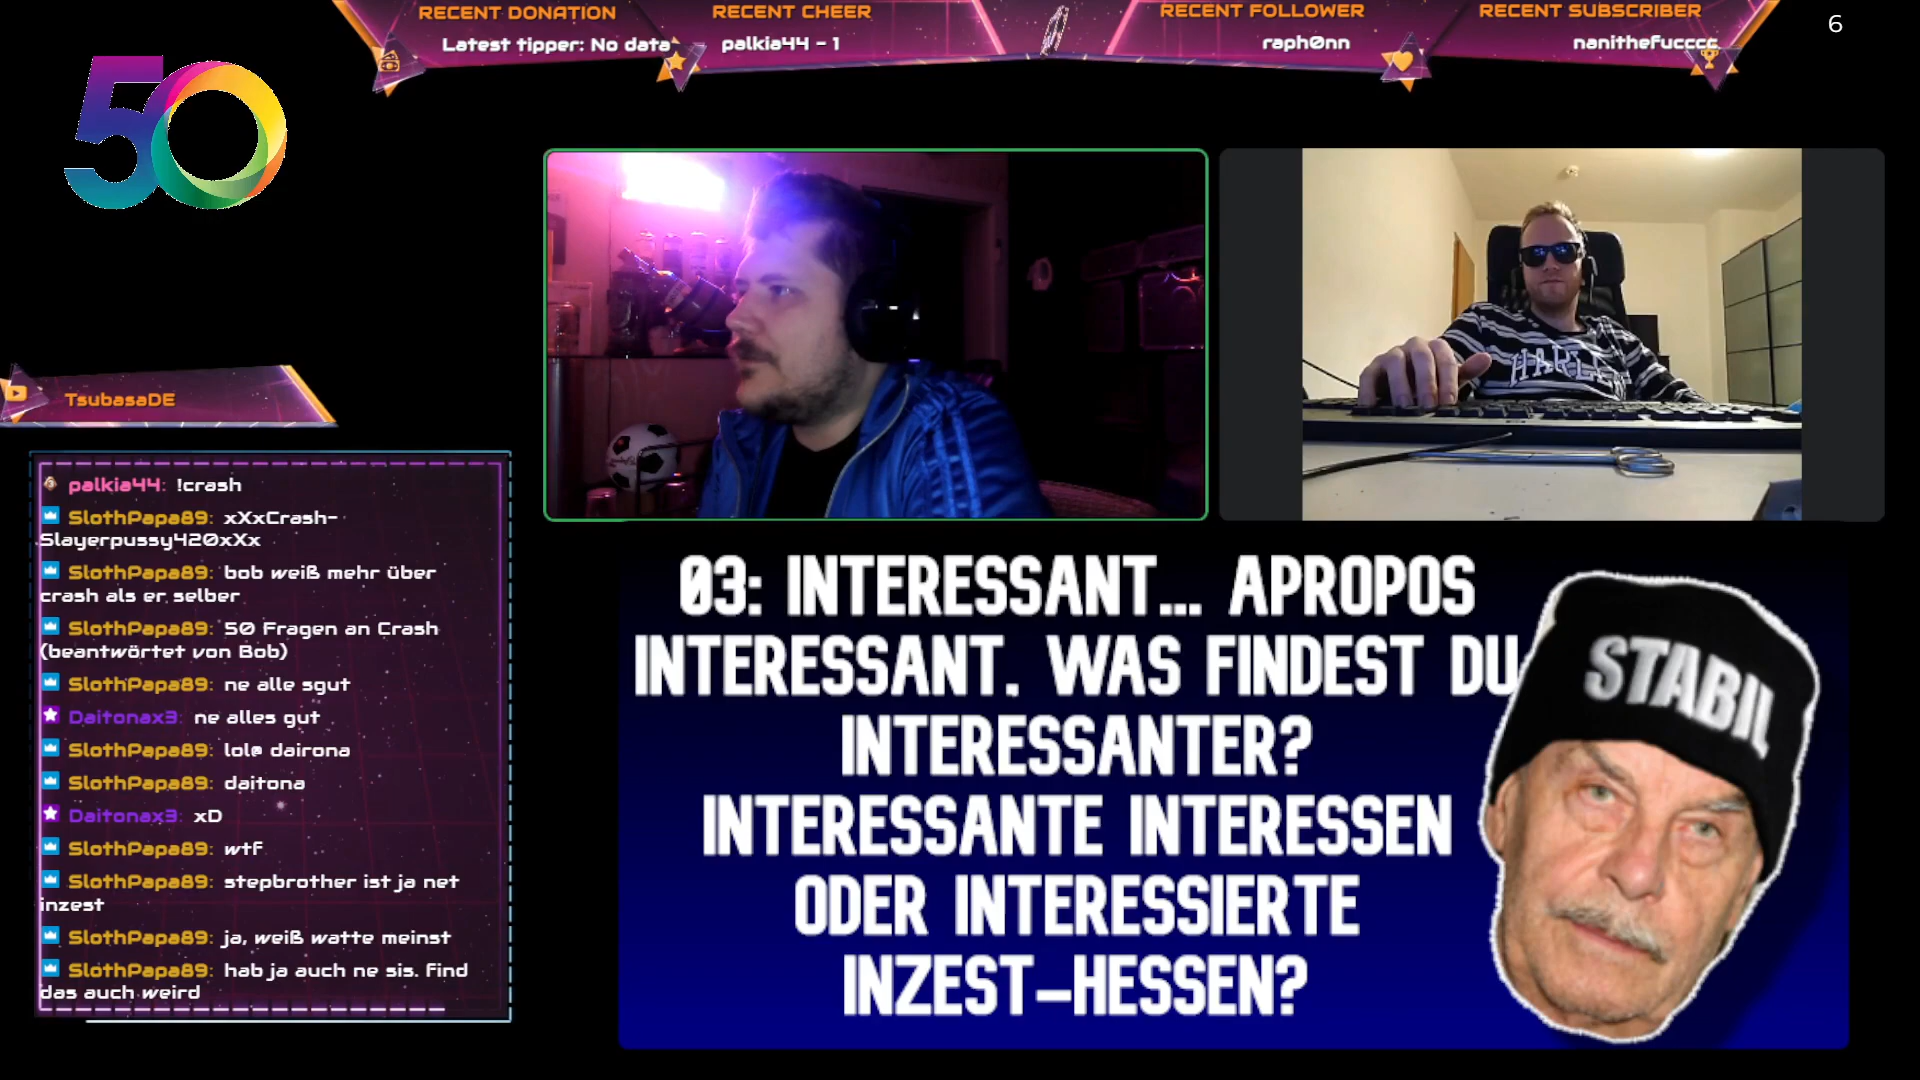 RECENT DONATION
Latest tipper: No data
RECENT CHEER
palkia44 - 1
RECENT FOLLOWER
raph0nn
RECENT SUBSCRIBER
nanithefucccc
6
50
TsubasaDE
palkia44: !crash
SlothPapa89: xXxCrash-
Slayerpussy420xXx
SlothPapa89: bob weiß mehr über
crash als er selber
SlothPapa89: 50 Fragen an Crash
(beantwörtet von Bob)
SlothPapa89: ne alle sgut
Daitonax3: ne alles gut
SlothPapa89: lol@ dairona
SlothPapa89: daitona
Daitonax3: xD
SlothPapa89: wtf
SlothPapa89: stepbrother ist ja net
inzest
SlothPapa89: ja, weiß watte meinst
SlothPapa89: hab ja auch ne sis. Find
das auch weird
HARLE
03: INTERESSANT... APROPOS
INTERESSANT. WAS FINDEST DU
INTERESSANTER?
INTERESSANTE INTERESSEN
ODER INTERESSIERTE
INZEST-HESSEN?
STABIL